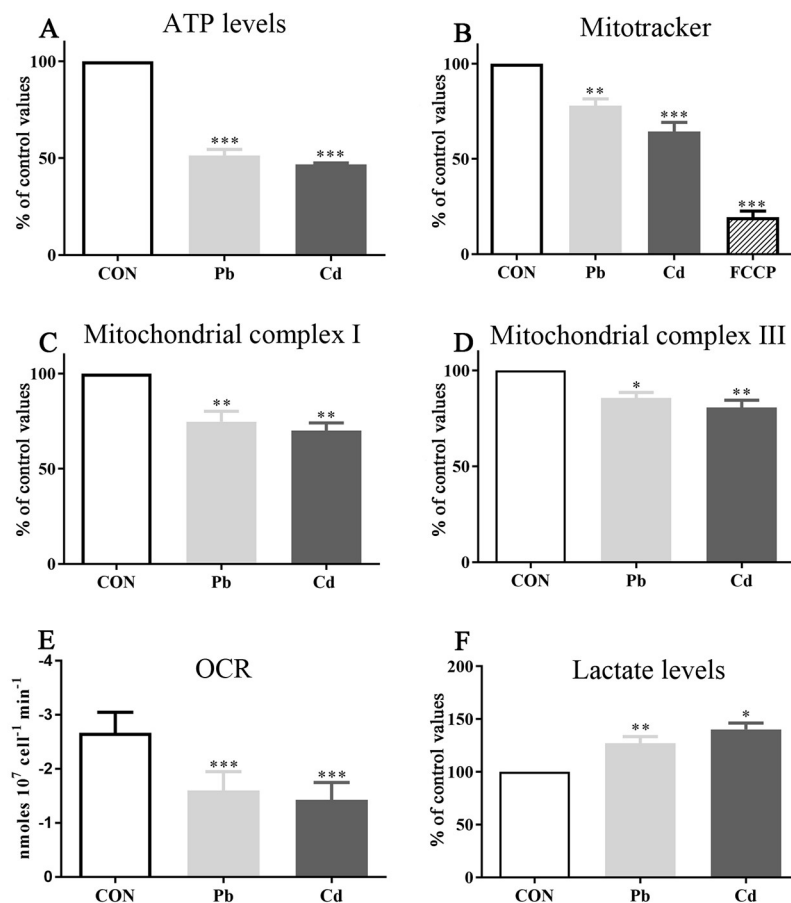 A
ATP levels
% of control values
100
50
0
***
***
CON
Pb
Cd
B
Mitotracker
% of control values
100
50
0
**
***
***
CON
Pb
Cd
FCCP
C
Mitochondrial complex I
% of control values
100
50
0
**
**
CON
Pb
Cd
D
Mitochondrial complex III
% of control values
100
50
0
*
**
CON
Pb
Cd
E
OCR
nmoles 10⁷ cell⁻¹ min⁻¹
-4
-3
-2
-1
0
***
***
CON
Pb
Cd
F
Lactate levels
% of control values
200
150
100
50
0
**
*
CON
Pb
Cd